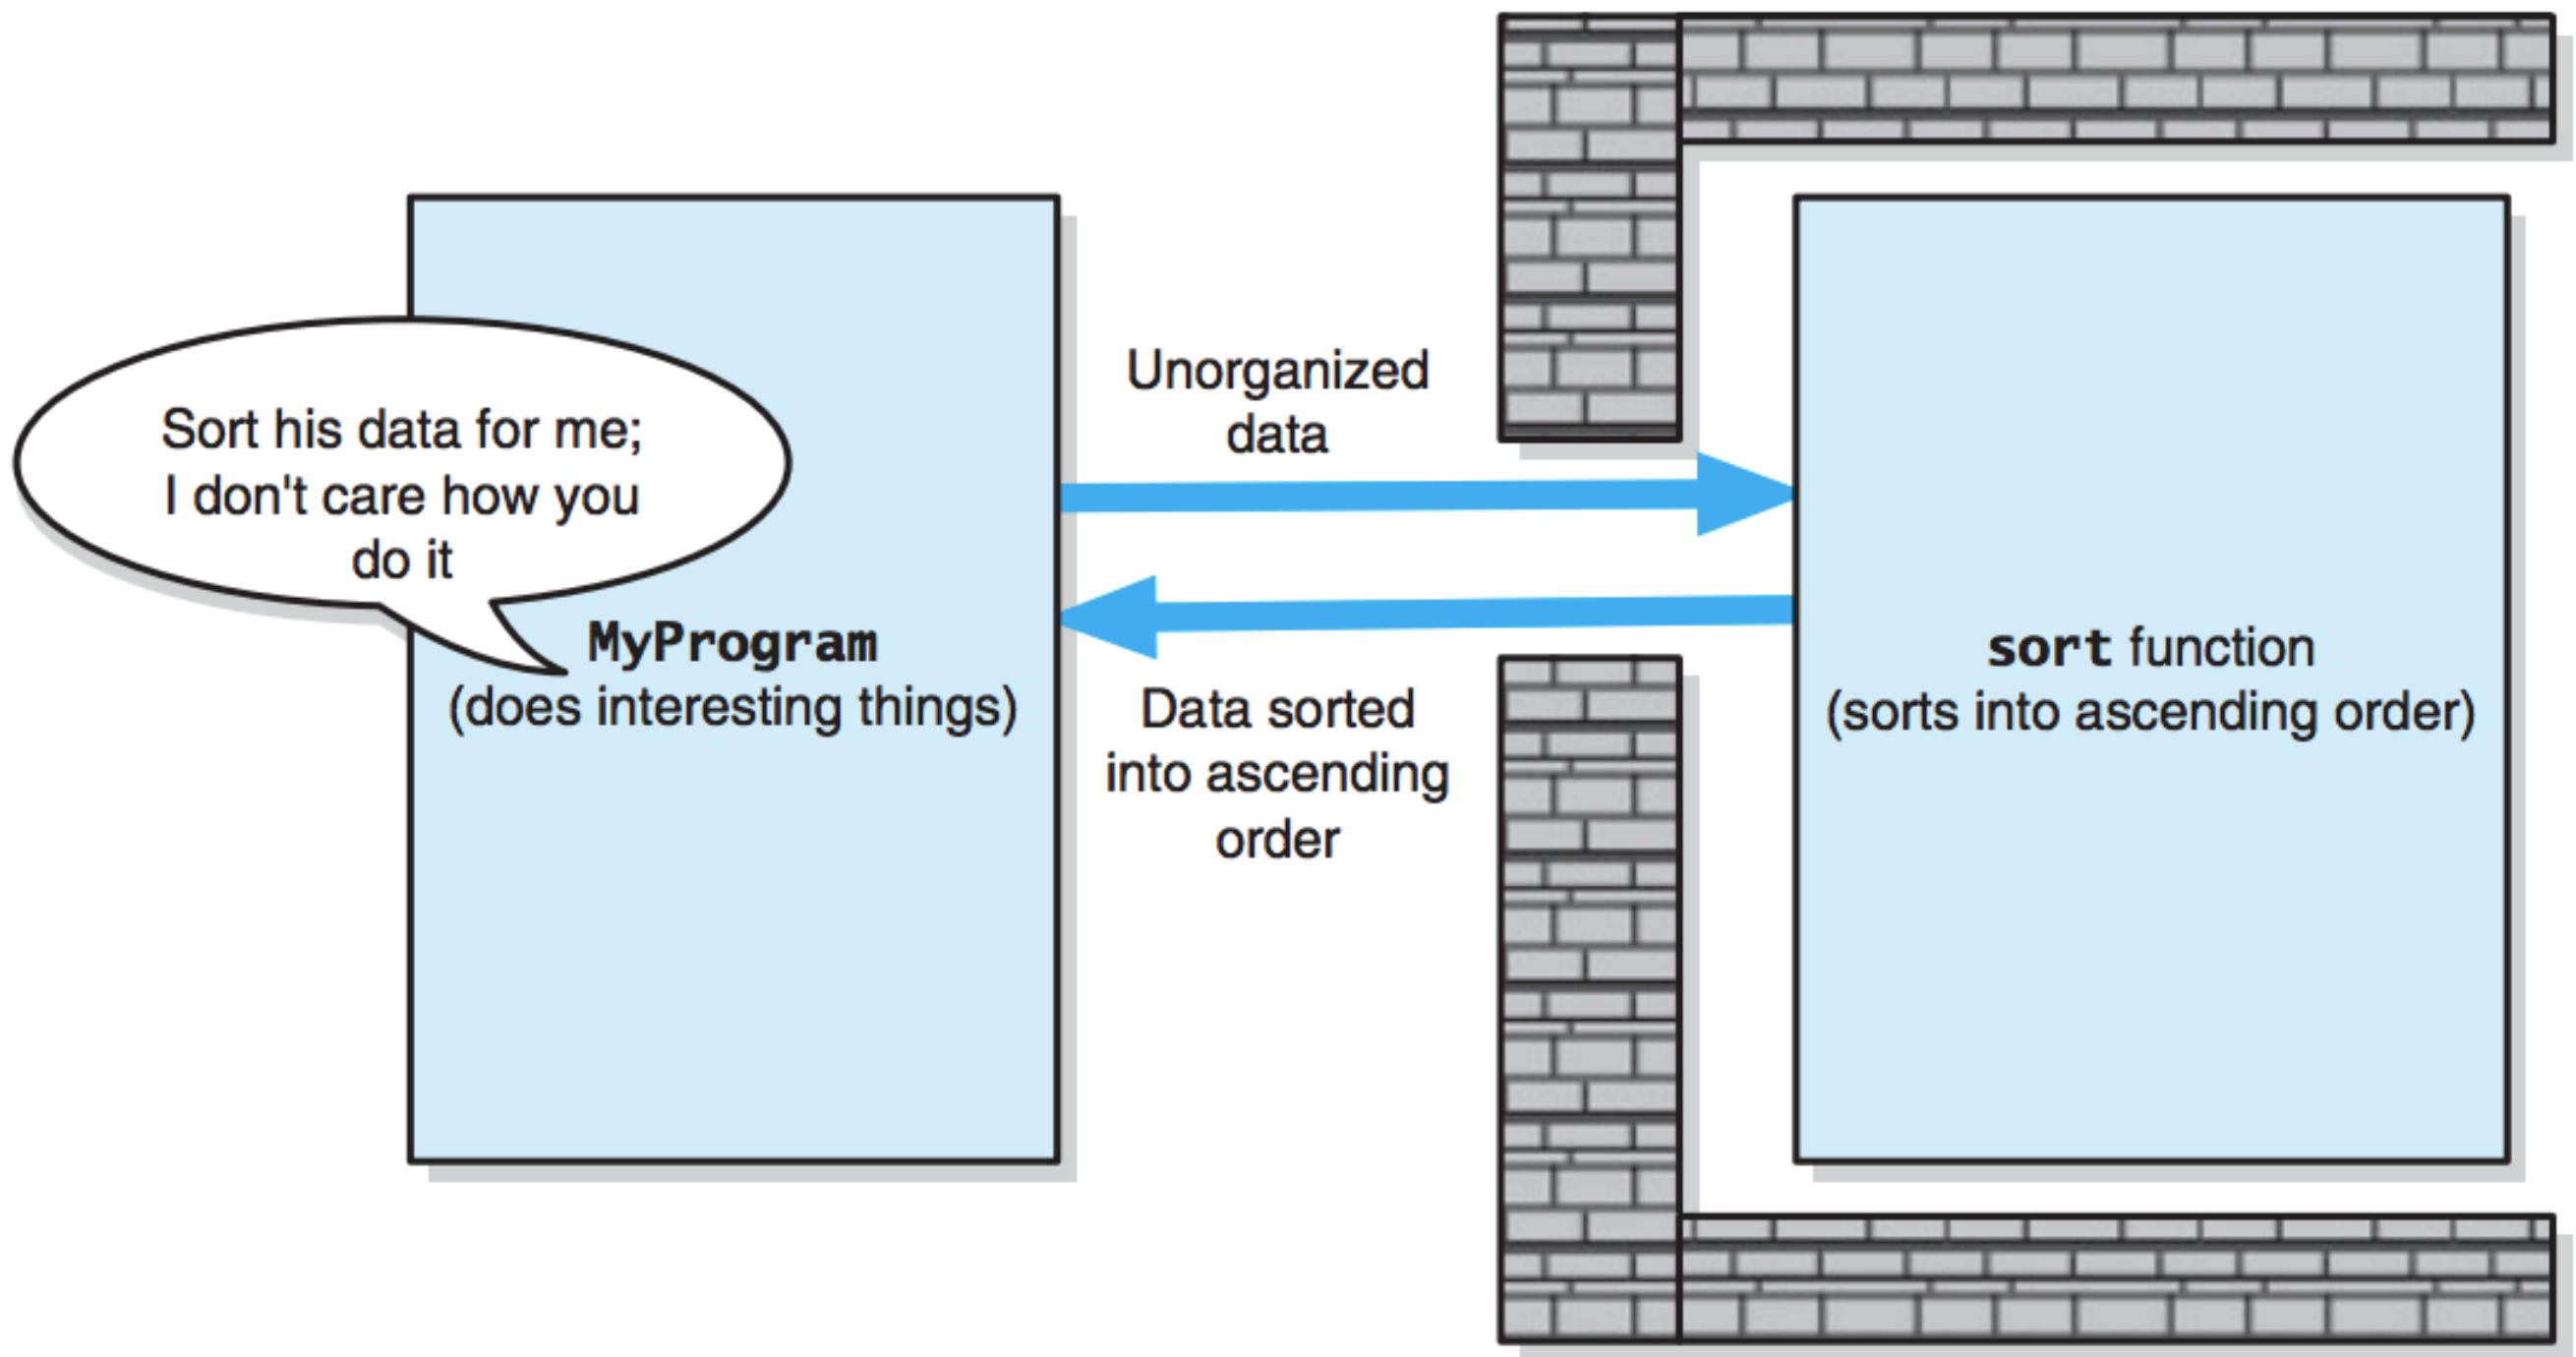 Sort his data for me;
I don't care how you
do it
MyProgram
(does interesting things)
Unorganized
data
Data sorted
into ascending
order
sort function
(sorts into ascending order)